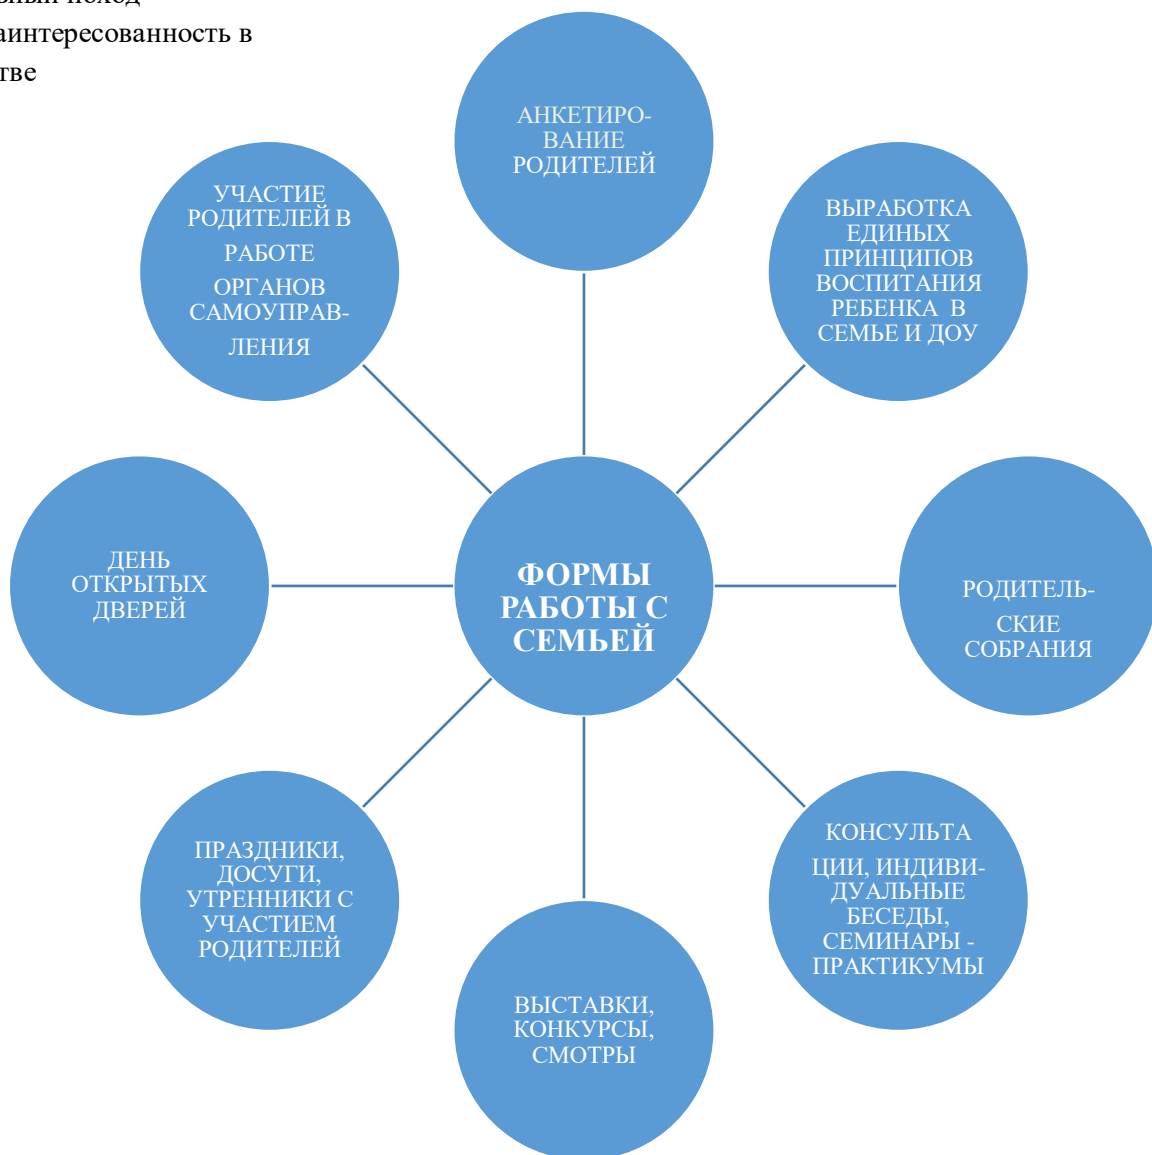 аинтересованность в
тве
АНКЕТИРО-
ВАНИЕ
РОДИТЕЛЕЙ
ВЫРАБОТКА
ЕДИНЫХ
ПРИНЦИПОВ
ВОСПИТАНИЯ
РЕБЕНКА В
СЕМЬЕ И ДОУ
РОДИТЕЛЬ-
СКИЕ
СОБРАНИЯ
КОНСУЛЬТА
ЦИИ, ИНДИВИ-
ДУАЛЬНЫЕ
БЕСЕДЫ,
СЕМИНАРЫ -
ПРАКТИКУМЫ
ВЫСТАВКИ,
КОНКУРСЫ,
СМОТРЫ
ПРАЗДНИКИ,
ДОСУГИ,
УТРЕННИКИ С
УЧАСТИЕМ
РОДИТЕЛЕЙ
ДЕНЬ
ОТКРЫТЫХ
ДВЕРЕЙ
УЧАСТИЕ
РОДИТЕЛЕЙ В
РАБОТЕ
ОРГАНОВ
САМОУПРАВ-
ЛЕНИЯ
ФОРМЫ
РАБОТЫ С
СЕМЬЕЙ